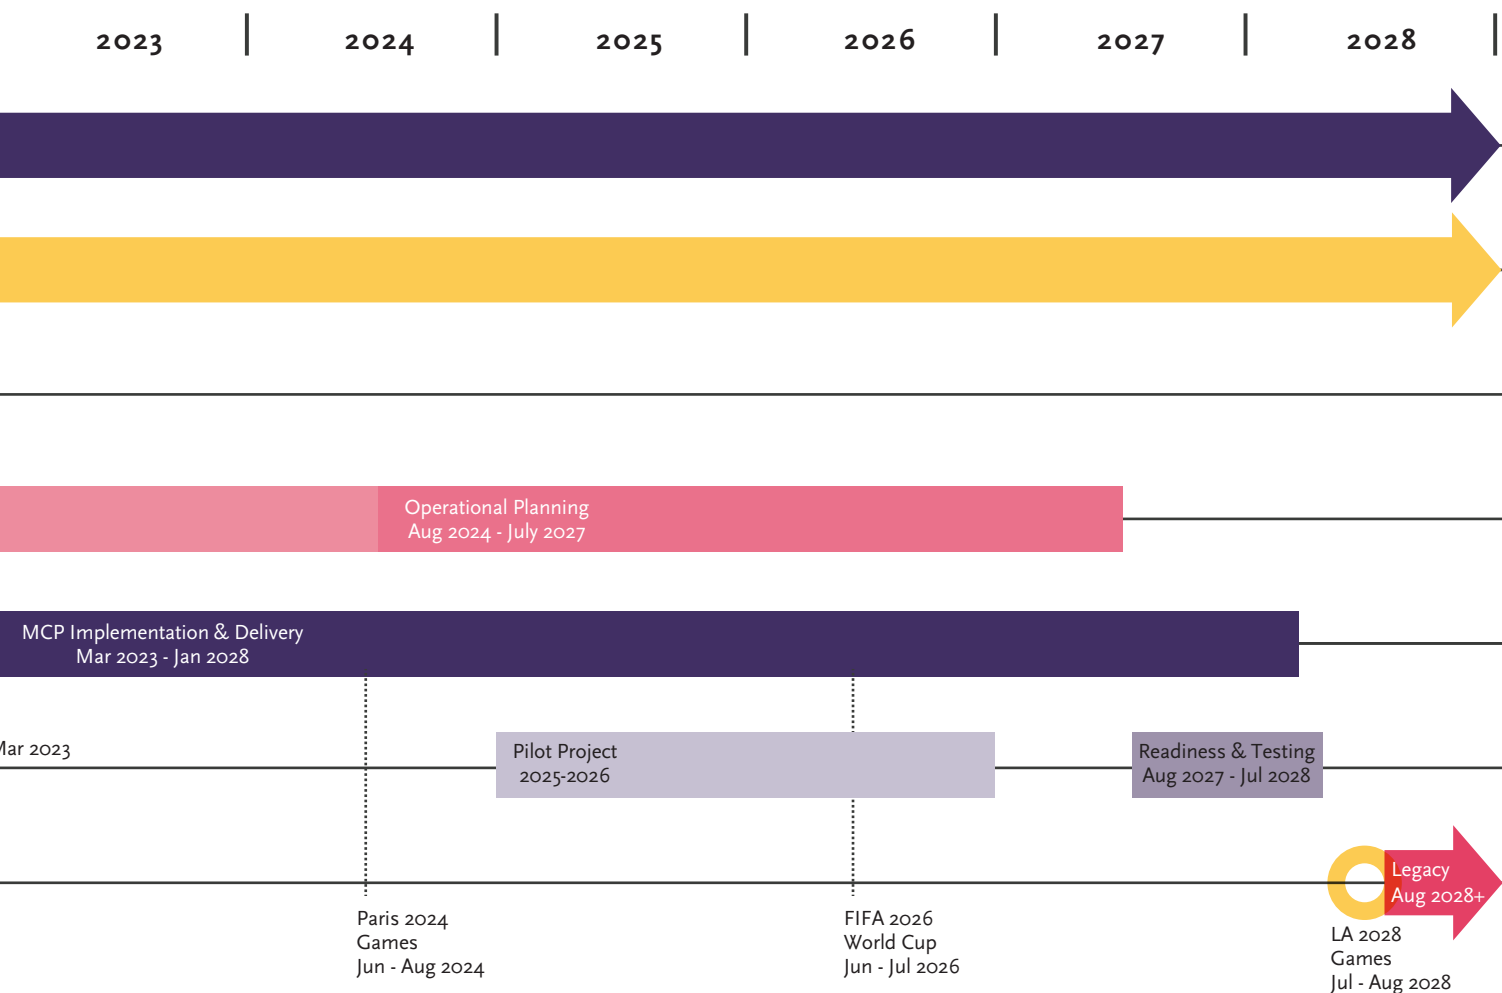 2023 2024 2025 2026 2027 2028
Operational Planning
Aug 2024 - July 2027
MCP Implementation & Delivery
Mar 2023 - Jan 2028
Mar 2023
Pilot Project
2025-2026
Readiness & Testing
Aug 2027 - Jul 2028
Legacy
Aug 2028+
Paris 2024
Games
Jun - Aug 2024
FIFA 2026
World Cup
Jun - Jul 2026
LA 2028
Games
Jul - Aug 2028